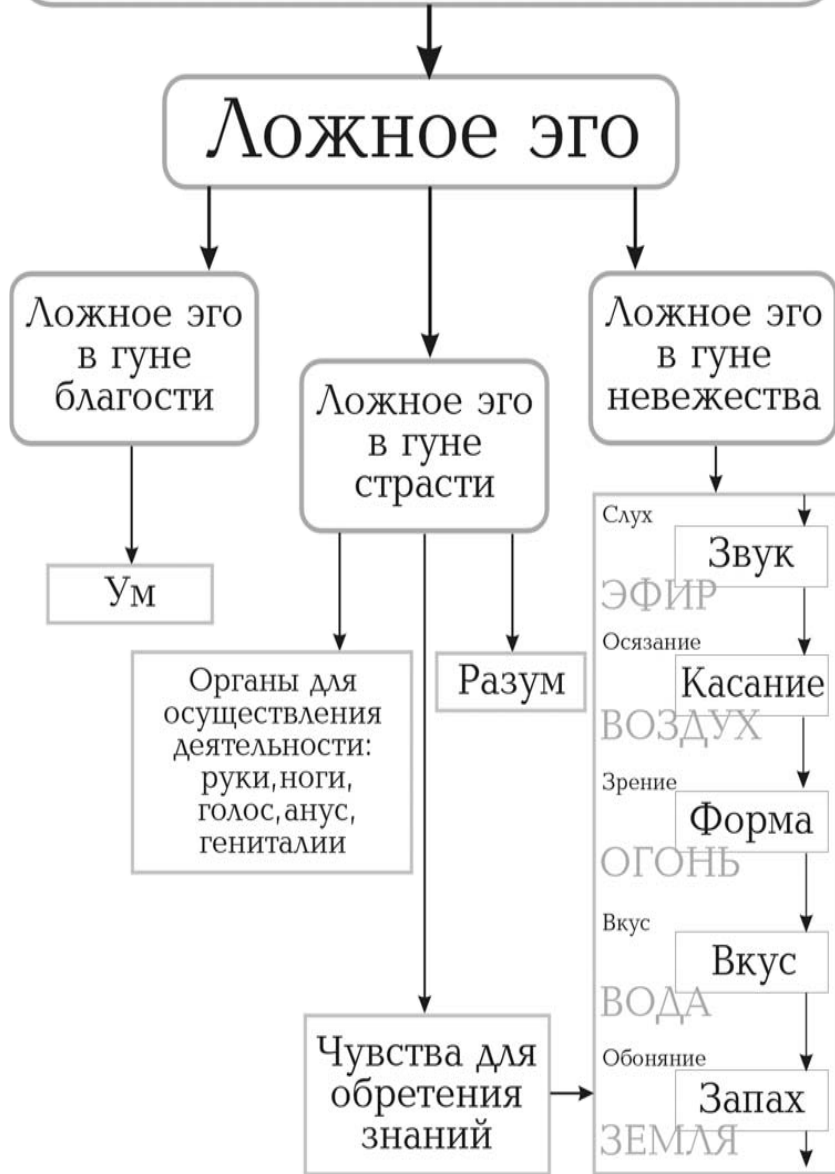 Ложное эго
Ложное эго
в гуне
благости
Ложное эго
в гуне
страсти
Ложное эго
в гуне
невежества
Ум
Органы для
осуществления
деятельности:
руки, ноги,
голос, анус,
гениталии
Разум
Чувства для
обретения
знаний
Слух
Звук
ЭФИР
Осязание
Касание
ВОЗДУХ
Зрение
Форма
ОГОНЬ
Вкус
Вкус
ВОДА
Обоняние
Запах
ЗЕМЛЯ